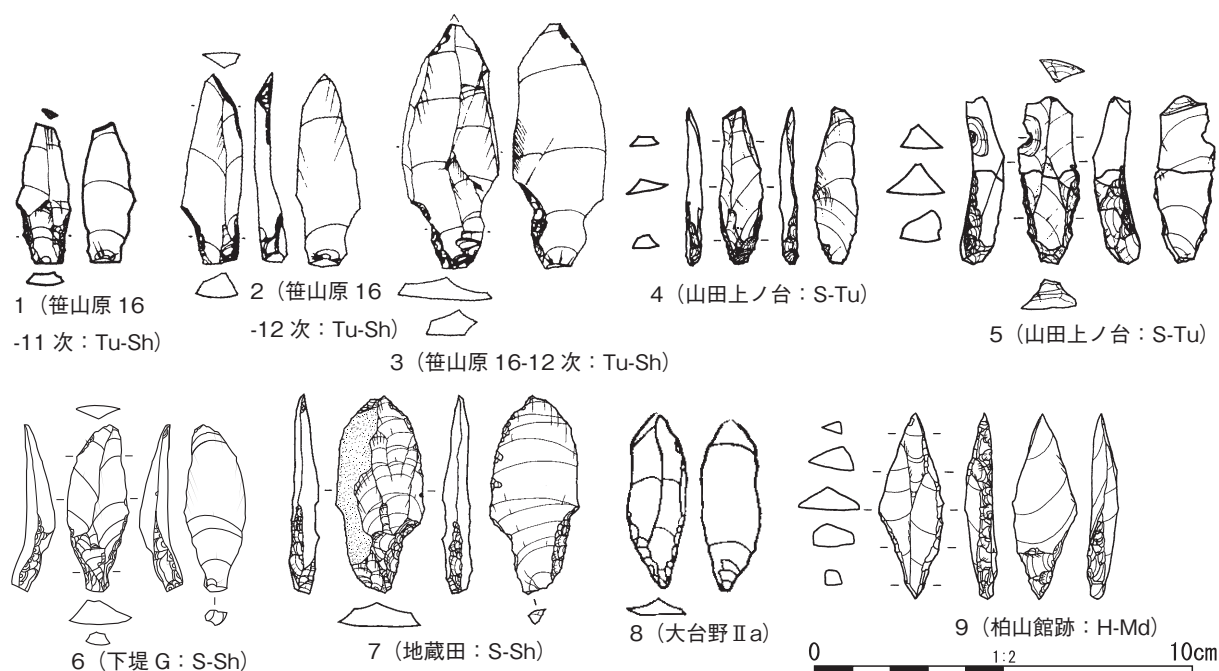 1（笹山原 16
-11 次：Tu-Sh）
2（笹山原 16
-12 次：Tu-Sh）
3（笹山原 16-12 次：Tu-Sh）
4（山田上ノ台：S-Tu）
5（山田上ノ台：S-Tu）
6（下堤 G：S-Sh）
7（地蔵田：S-Sh）
8（大台野Ⅱa）
9（柏山館跡：H-Md）
0 1:2 10cm